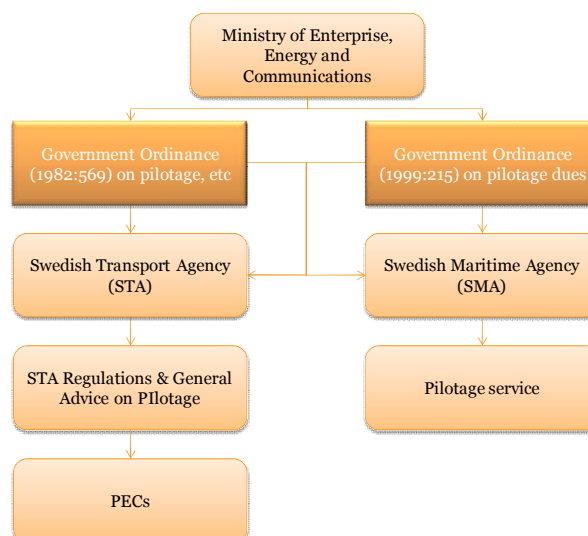 Ministry of Enterprise,
Energy and
Communications
Government Ordinance
(1982:569) on pilotage, etc
Government Ordinance
(1999:215) on pilotage dues
Swedish Transport Agency
(STA)
Swedish Maritime Agency
(SMA)
STA Regulations & General
Advice on PIlotage
Pilotage service
PECs